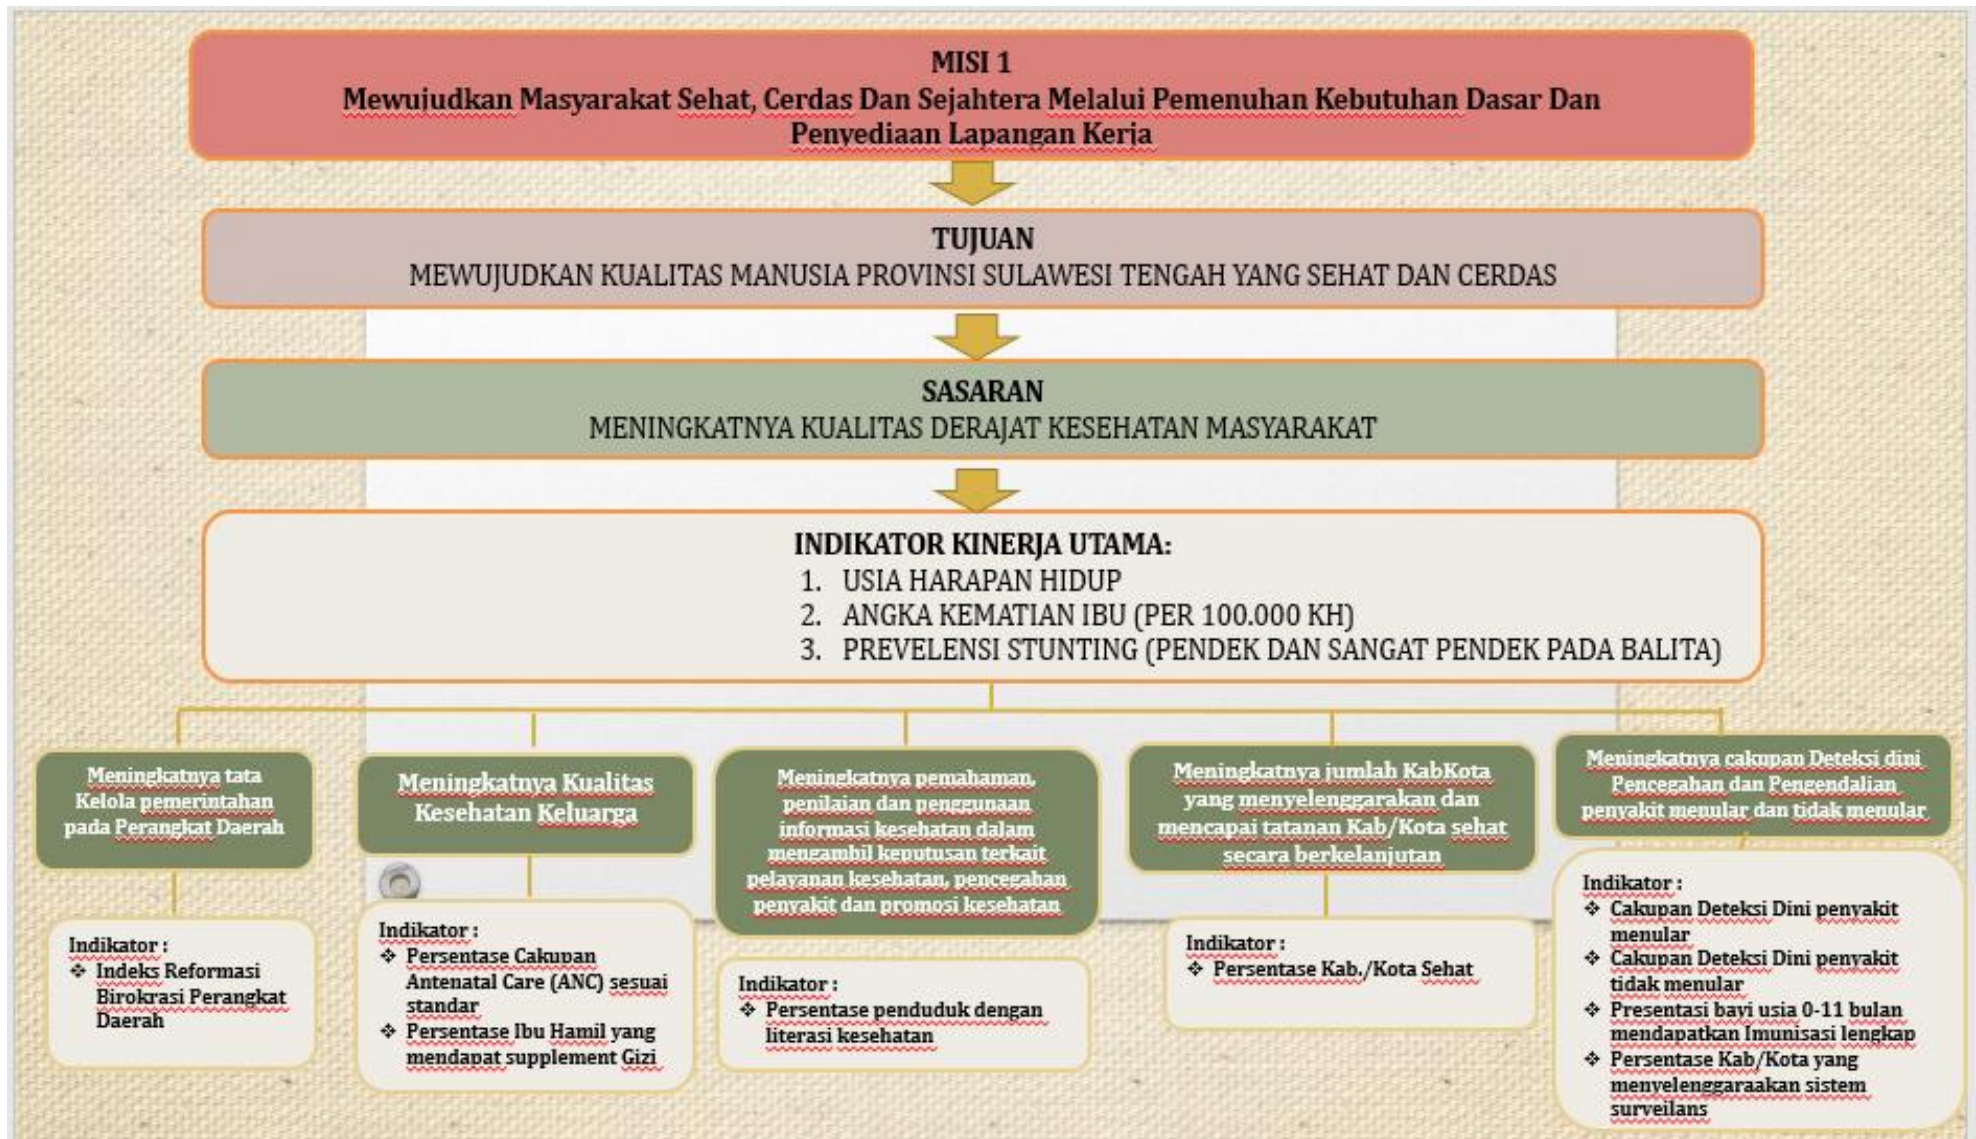 MISI 1
Mewujudkan Masyarakat Sehat, Cerdas Dan Sejahtera Melalui Pemenuhan Kebutuhan Dasar Dan
Penyediaan Lapangan Kerja
TUJUAN
MEWUJUDKAN KUALITAS MANUSIA PROVINSI SULAWESI TENGAH YANG SEHAT DAN CERDAS
SASARAN
MENINGKATNYA KUALITAS DERAJAT KESEHATAN MASYARAKAT
INDIKATOR KINERJA UTAMA:
1. USIA HARAPAN HIDUP
2. ANGKA KEMATIAN IBU (PER 100.000 KH)
3. PREVELENSI STUNTING (PENDEK DAN SANGAT PENDEK PADA BALITA)
Meningkatnya tata
Kelola pemerintahan
pada Perangkat Daerah
Indikator :
❖ Indeks Reformasi
Birokrasi Perangkat
Daerah
Meningkatnya Kualitas
Kesehatan Keluarga
Indikator :
❖ Persentase Cakupan
Antenatal Care (ANC) sesuai
standar
❖ Persentase Ibu Hamil yang
mendapat supplement Gizi
Meningkatnya pemahaman,
penilaian dan penggunaan
informasi kesehatan dalam
mengambil keputusan terkait
pelayanan kesehatan, pencegahan
penyakit dan promosi kesehatan
Indikator :
❖ Persentase penduduk dengan
literasi kesehatan
Meningkatnya jumlah KabKota
yang menyelenggarakan dan
mencapai tatanan Kab/Kota sehat
secara berkelanjutan
Indikator :
❖ Persentase Kab./Kota Sehat
Meningkatnya cakupan Deteksi dini
Pencegahan dan Pengendalian
penyakit menular dan tidak menular
Indikator :
❖ Cakupan Deteksi Dini penyakit
menular
❖ Cakupan Deteksi Dini penyakit
tidak menular
❖ Presentasi bayi usia 0-11 bulan
mendapatkan Imunisasi lengkap
❖ Persentase Kab/Kota yang
menyelenggaraakan sistem
surveilans